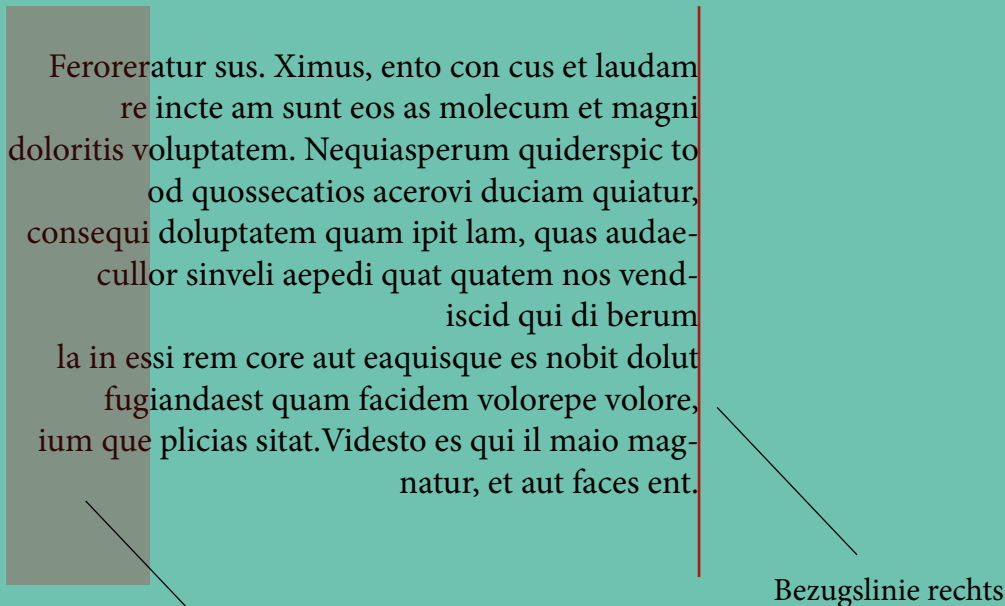 Feroreratur sus. Ximus, ento con cus et laudam
re incte am sunt eos as molecum et magni
doloritis voluptatem. Nequiasperum quiderspic to
od quossecatios acerovi duciam quiatur,
consequi doluptatem quam ipit lam, quas audae-
cullor sinveli aepedi quat quatem nos vend-
iscid qui di berum
la in essi rem core aut eaquisque es nobit dolut
fugiandaest quam facidem volorepe volore,
ium que plicias sitat.Videsto es qui il maio mag-
natur, et aut faces ent.
Bezugslinie rechts